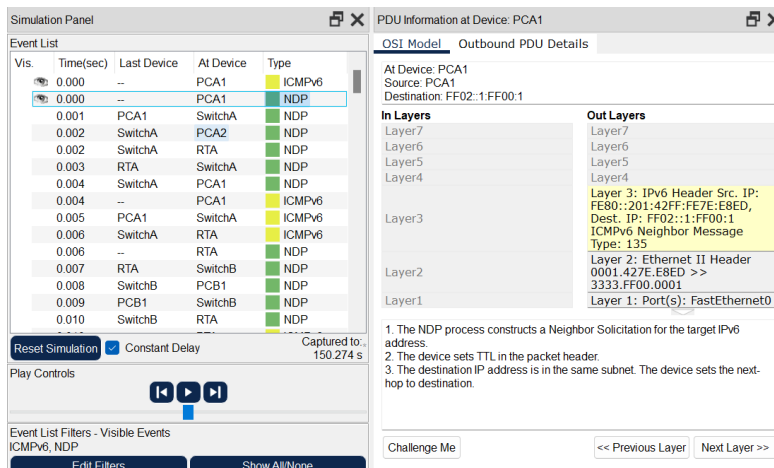 Simulation Panel
Event List
Vis. Time(sec) Last Device At Device Type
0.000 -- PCA1 ICMPv6
0.000 -- PCA1 NDP
0.001 PCA1 SwitchA NDP
0.002 SwitchA PCA2 NDP
0.002 SwitchA RTA NDP
0.003 RTA SwitchA NDP
0.004 SwitchA PCA1 NDP
0.004 -- PCA1 ICMPv6
0.005 PCA1 SwitchA ICMPv6
0.006 SwitchA RTA ICMPv6
0.006 -- RTA NDP
0.007 RTA SwitchB NDP
0.008 SwitchB PCB1 NDP
0.009 PCB1 SwitchB NDP
0.010 SwitchB RTA NDP
Reset Simulation Constant Delay Captured to:
150.274 s
Play Controls
Event List Filters - Visible Events
ICMPv6, NDP
Edit Filters Show All/None
PDU Information at Device: PCA1
OSI Model Outbound PDU Details
At Device: PCA1
Source: PCA1
Destination: FF02::1:FF00:1
In Layers Out Layers
Layer7 Layer7
Layer6 Layer6
Layer5 Layer5
Layer4 Layer4
Layer3
Layer 3: IPv6 Header Src. IP:
FE80::201:42FF:FE7E:E8ED,
Dest. IP: FF02::1:FF00:1
ICMPv6 Neighbor Message
Type: 135
Layer2
Layer 2: Ethernet II Header
0001.427E.E8ED >>
3333.FF00.0001
Layer1 Layer 1: Port(s): FastEthernet0
1. The NDP process constructs a Neighbor Solicitation for the target IPv6
address.
2. The device sets TTL in the packet header.
3. The destination IP address is in the same subnet. The device sets the next-
hop to destination.
Challenge Me << Previous Layer Next Layer >>